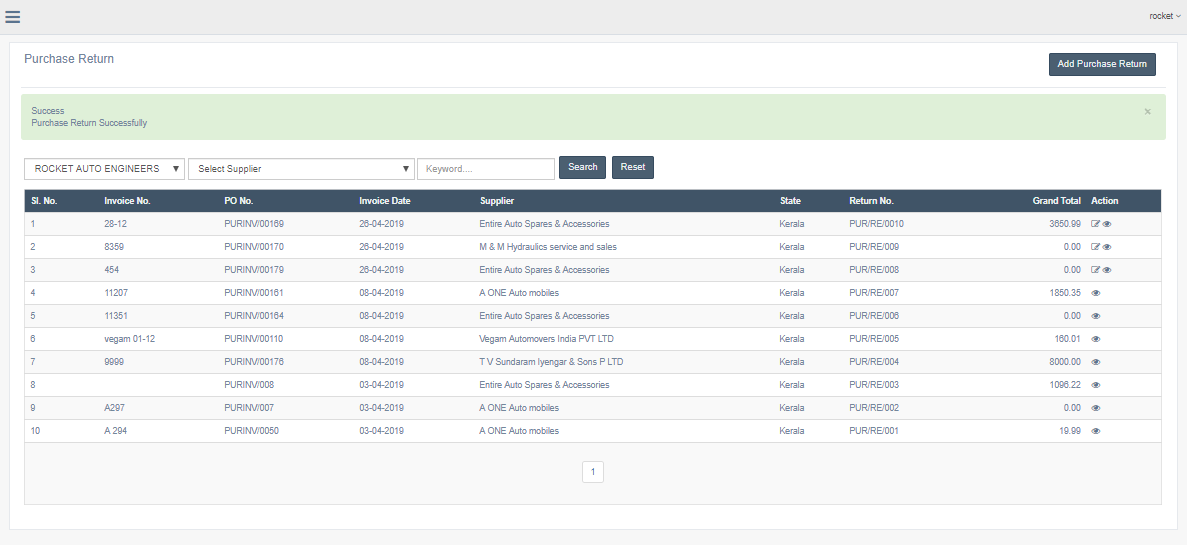 rocket
Purchase Return
Add Purchase Return
Success
×
Purchase Return Successfully
ROCKET AUTO ENGINEERS Select Supplier Keyword.... Search Reset
Sl. No. Invoice No. PO No. Invoice Date Supplier State Return No. Grand Total Action
1 28-12 PURINV/00169 26-04-2019 Entire Auto Spares & Accessories Kerala PUR/RE/0010 3650.99
2 8359 PURINV/00170 26-04-2019 M & M Hydraulics service and sales Kerala PUR/RE/009 0.00
3 454 PURINV/00179 26-04-2019 Entire Auto Spares & Accessories Kerala PUR/RE/008 0.00
4 11207 PURINV/00161 08-04-2019 A ONE Auto mobiles Kerala PUR/RE/007 1850.35
5 11351 PURINV/00164 08-04-2019 Entire Auto Spares & Accessories Kerala PUR/RE/006 0.00
6 vegam 01-12 PURINV/00110 08-04-2019 Vegam Automovers India PVT LTD Kerala PUR/RE/005 160.01
7 9999 PURINV/00176 08-04-2019 T V Sundaram Iyengar & Sons P LTD Kerala PUR/RE/004 8000.00
8 PURINV/008 03-04-2019 Entire Auto Spares & Accessories Kerala PUR/RE/003 1096.22
9 A297 PURINV/007 03-04-2019 A ONE Auto mobiles Kerala PUR/RE/002 0.00
10 A 294 PURINV/0050 03-04-2019 A ONE Auto mobiles Kerala PUR/RE/001 19.99
1